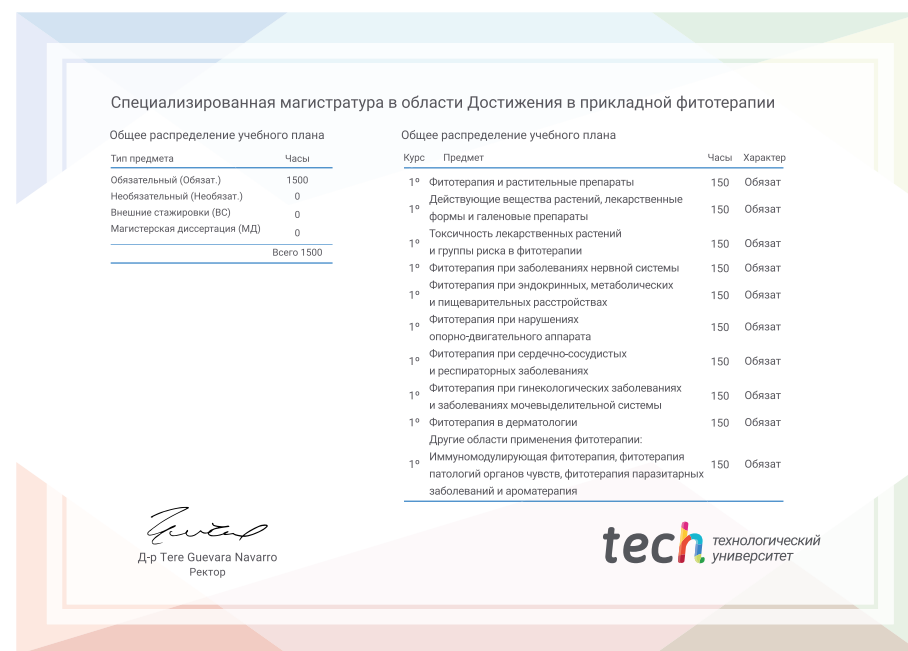 Специализированная магистратура в области Достижения в прикладной фитотерапии
Общее распределение учебного плана
Тип предмета Часы
Обязательный (Обязат.) 1500
Необязательный (Необязат.) 0
Внешние стажировки (ВС) 0
Магистерская диссертация (МД) 0
Всего 1500
Общее распределение учебного плана
Курс Предмет Часы Характер
1º Фитотерапия и растительные препараты 150 Обязат
Действующие вещества растений, лекарственные
1º формы и галеновые препараты 150 Обязат
Токсичность лекарственных растений
1º и группы риска в фитотерапии 150 Обязат
1º Фитотерапия при заболеваниях нервной системы 150 Обязат
Фитотерапия при эндокринных, метаболических
1º и пищеварительных расстройствах 150 Обязат
Фитотерапия при нарушениях
1º опорно-двигательного аппарата 150 Обязат
Фитотерапия при сердечно-сосудистых
1º и респираторных заболеваниях 150 Обязат
Фитотерапия при гинекологических заболеваниях
1º и заболеваниях мочевыделительной системы 150 Обязат
1º Фитотерапия в дерматологии 150 Обязат
Другие области применения фитотерапии:
1º Иммуномодулирующая фитотерапия, фитотерапия 150 Обязат
патологий органов чувств, фитотерапия паразитарных
заболеваний и ароматерапия
Д-р Tere Guevara Navarro
Ректор
tech технологический
университет